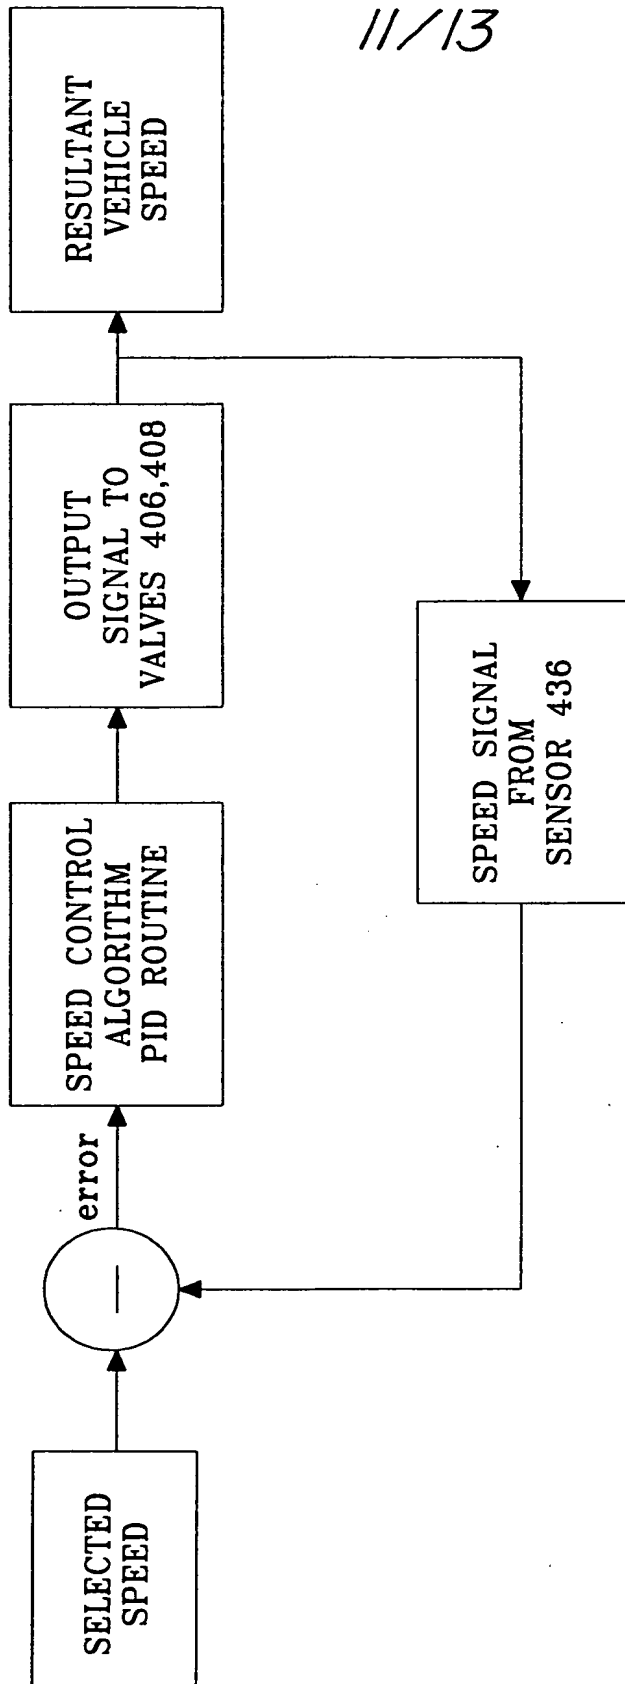 11/13
SELECTED
SPEED
error
SPEED CONTROL
ALGORITHM
PID ROUTINE
OUTPUT
SIGNAL TO
VALVES 406,408
RESULTANT
VEHICLE
SPEED
SPEED SIGNAL
FROM
SENSOR 436